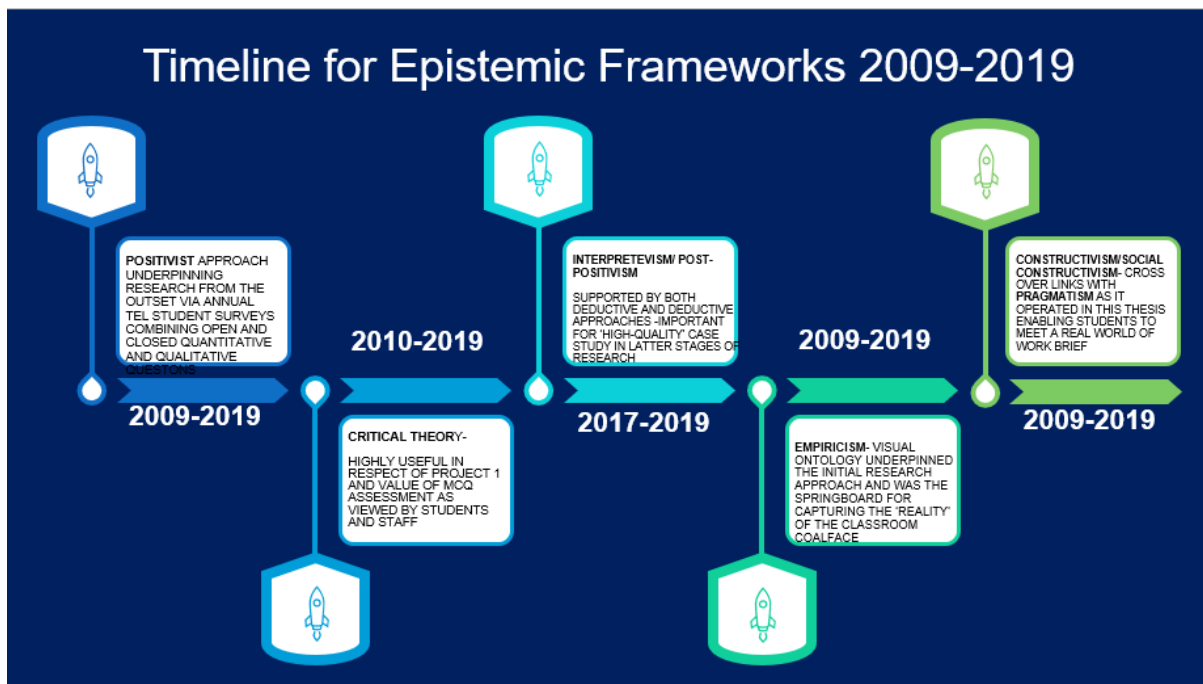 Timeline for Epistemic Frameworks 2009-2019
POSITIVIST APPROACH
UNDERPINNING
RESEARCH FROM THE
OUTSET VIA ANNUAL
TEL STUDENT SURVEYS
COMBINING OPEN AND
CLOSED QUANTITATIVE
AND QUALITATIVE
QUESTONS
2009-2019
2010-2019
CRITICAL THEORY-
HIGHLY USEFUL IN
RESPECT OF PROJECT 1
AND VALUE OF MCQ
ASSESSMENT AS
VIEWED BY STUDENTS
AND STAFF
INTERPRETEVISM/ POST-
POSITIVISM
SUPPORTED BY BOTH
DEDUCTIVE AND DEDUCTIVE
APPROACHES -IMPORTANT
FOR ‘HIGH-QUALITY’ CASE
STUDY IN LATTER STAGES OF
RESEARCH
2017-2019
2009-2019
EMPIRICISM- VISUAL
ONTOLOGY UNDERPINNED
THE INITIAL RESEARCH
APPROACH AND WAS THE
SPRINGBOARD FOR
CAPTURING THE ‘REALITY’
OF THE CLASSROOM
COALFACE
CONSTRUCTIVISM/SOCIAL
CONSTRUCTIVISM- CROSS
OVER LINKS WITH
PRAGMATISM AS IT
OPERATED IN THIS THESIS
ENABLING STUDENTS TO
MEET A REAL WORLD OF
WORK BRIEF
2009-2019